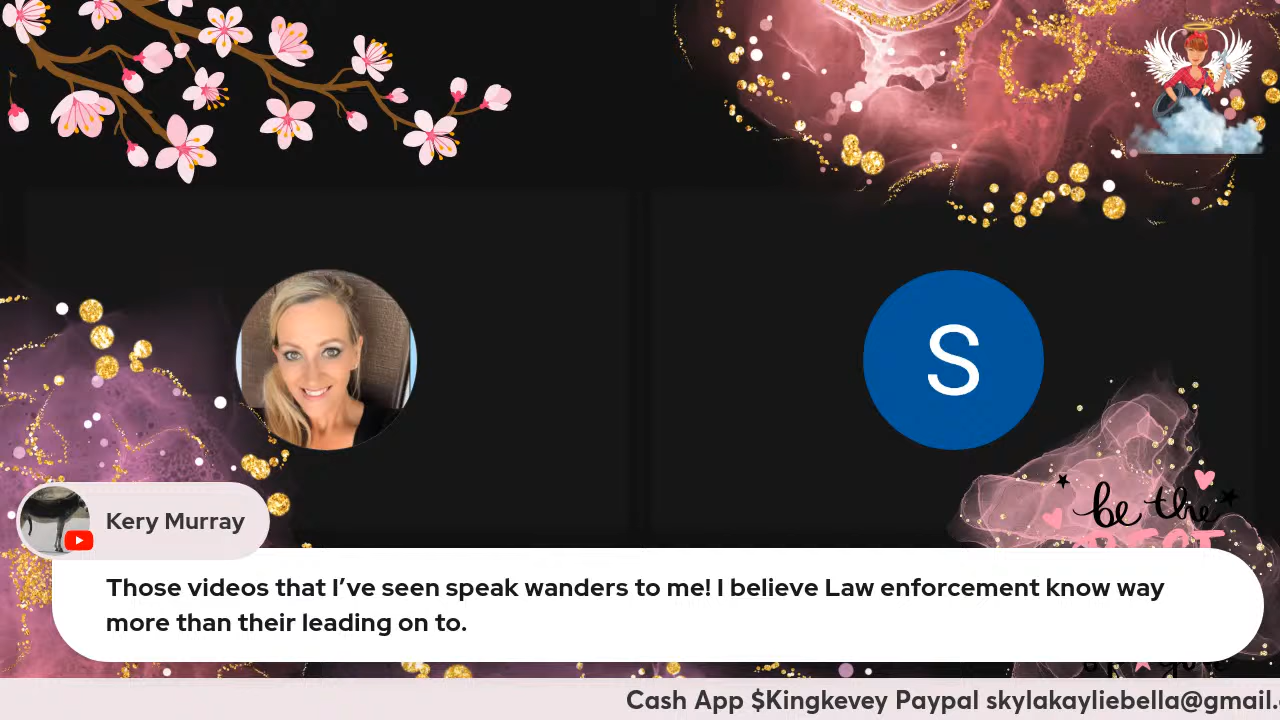 S
be the
Kery Murray
Those videos that I’ve seen speak wanders to me! I believe Law enforcement know way
more than their leading on to.
Cash App $Kingkevey Paypal skylakayliebella@gmail.